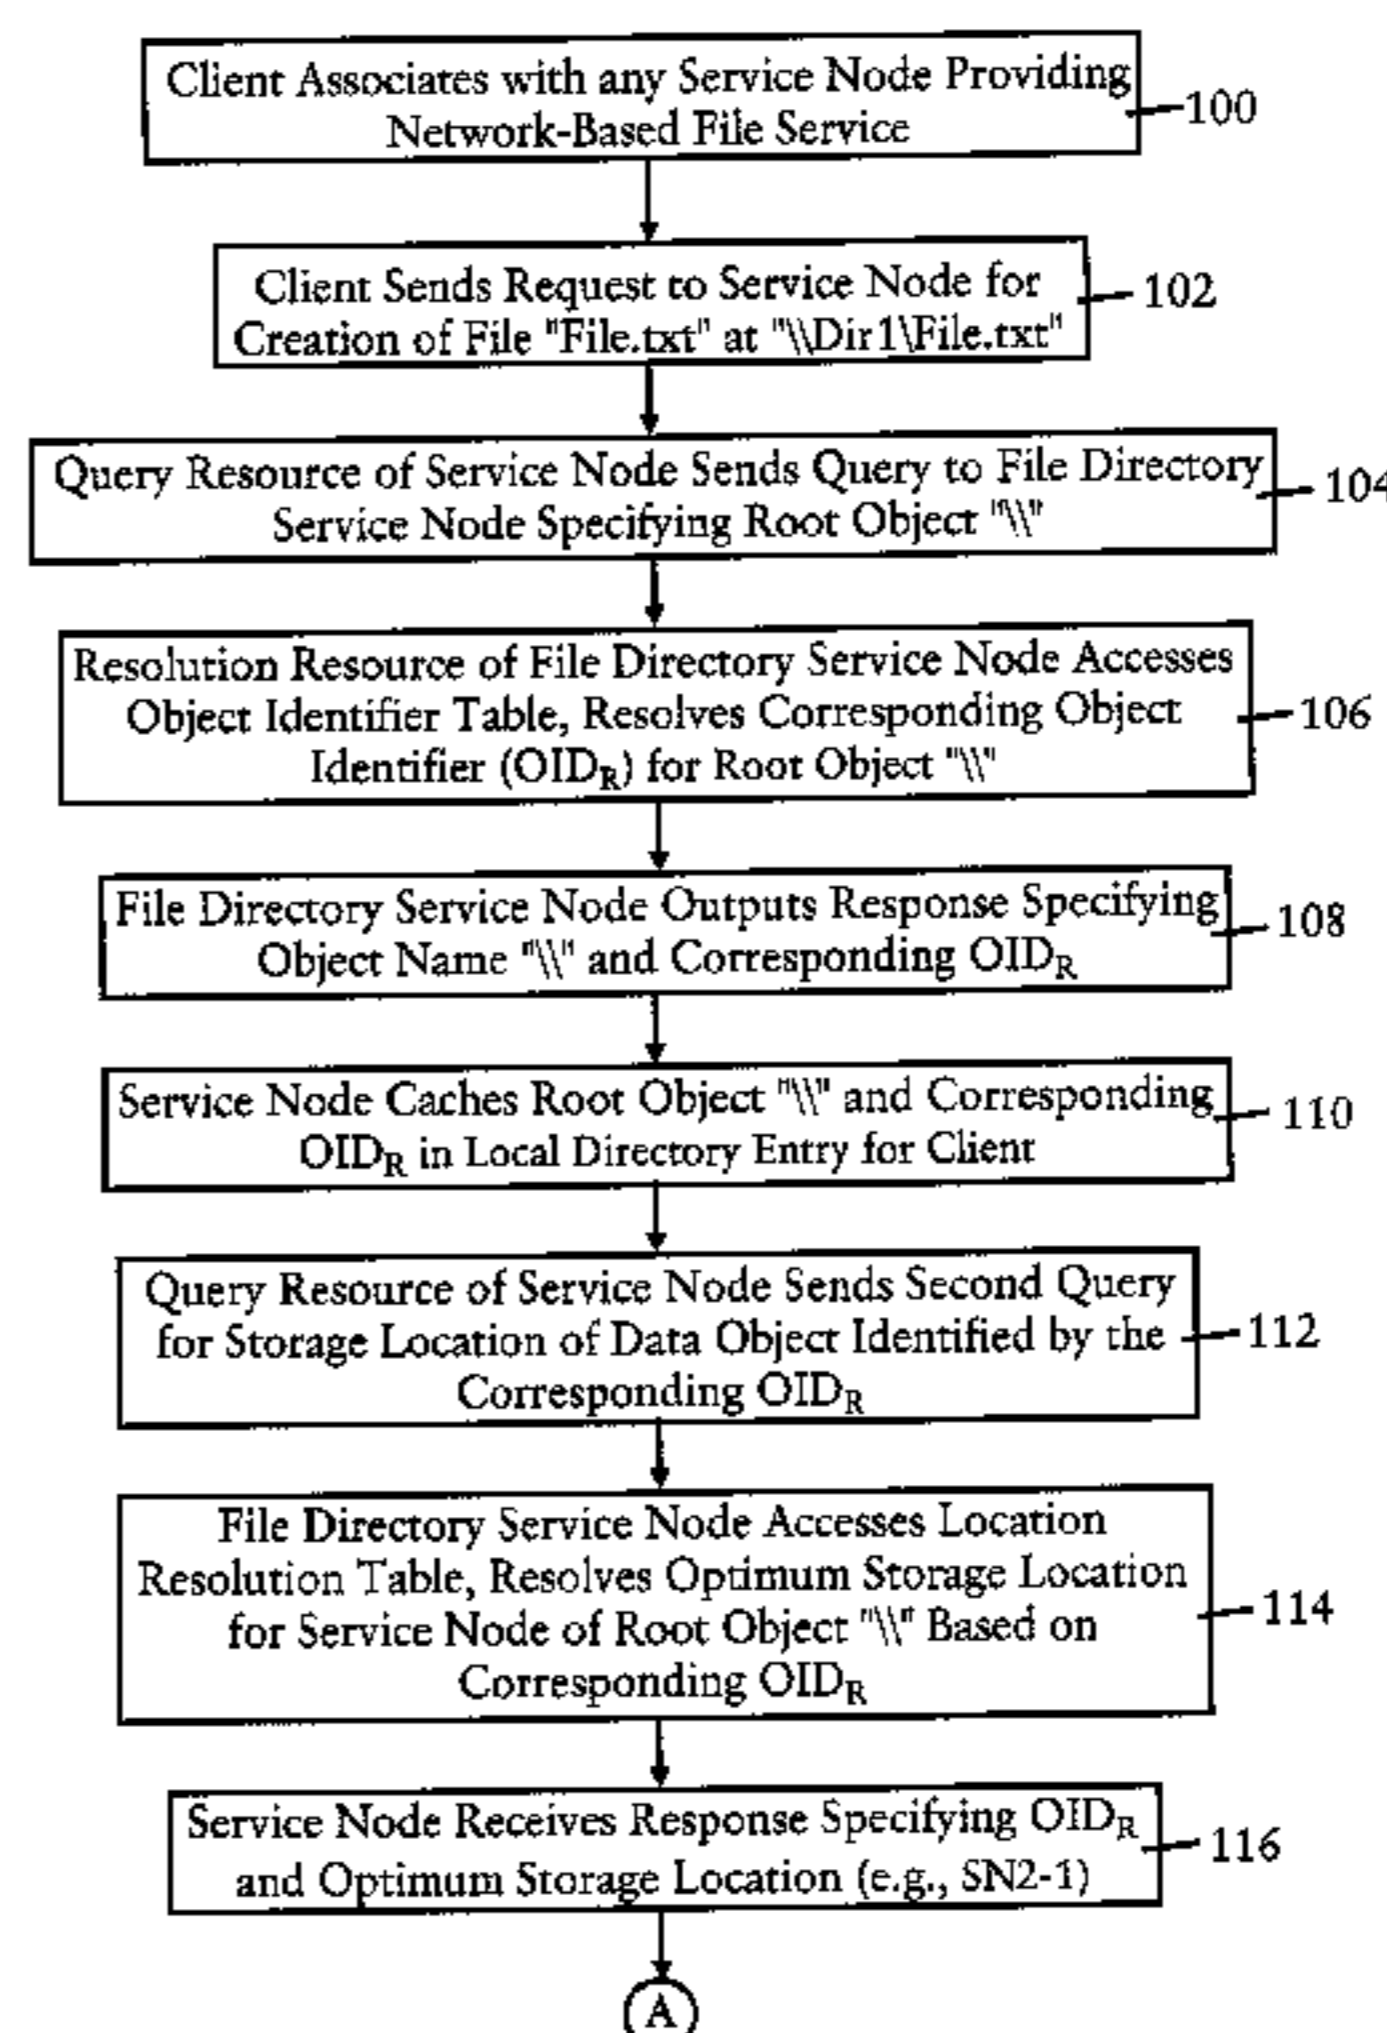 Client Associates with any Service Node Providing
Network-Based File Service
100
Client Sends Request to Service Node for
Creation of File "File.txt" at "\\Dir1\File.txt"
102
Query Resource of Service Node Sends Query to File Directory
Service Node Specifying Root Object "\\"
104
Resolution Resource of File Directory Service Node Accesses
Object Identifier Table, Resolves Corresponding Object
Identifier (OIDR) for Root Object "\\"
106
File Directory Service Node Outputs Response Specifying
Object Name "\\" and Corresponding OIDR
108
Service Node Caches Root Object "\\" and Corresponding
OIDR in Local Directory Entry for Client
110
Query Resource of Service Node Sends Second Query
for Storage Location of Data Object Identified by the
Corresponding OIDR
112
File Directory Service Node Accesses Location
Resolution Table, Resolves Optimum Storage Location
for Service Node of Root Object "\\" Based on
Corresponding OIDR
114
Service Node Receives Response Specifying OIDR
and Optimum Storage Location (e.g., SN2-1)
116
A